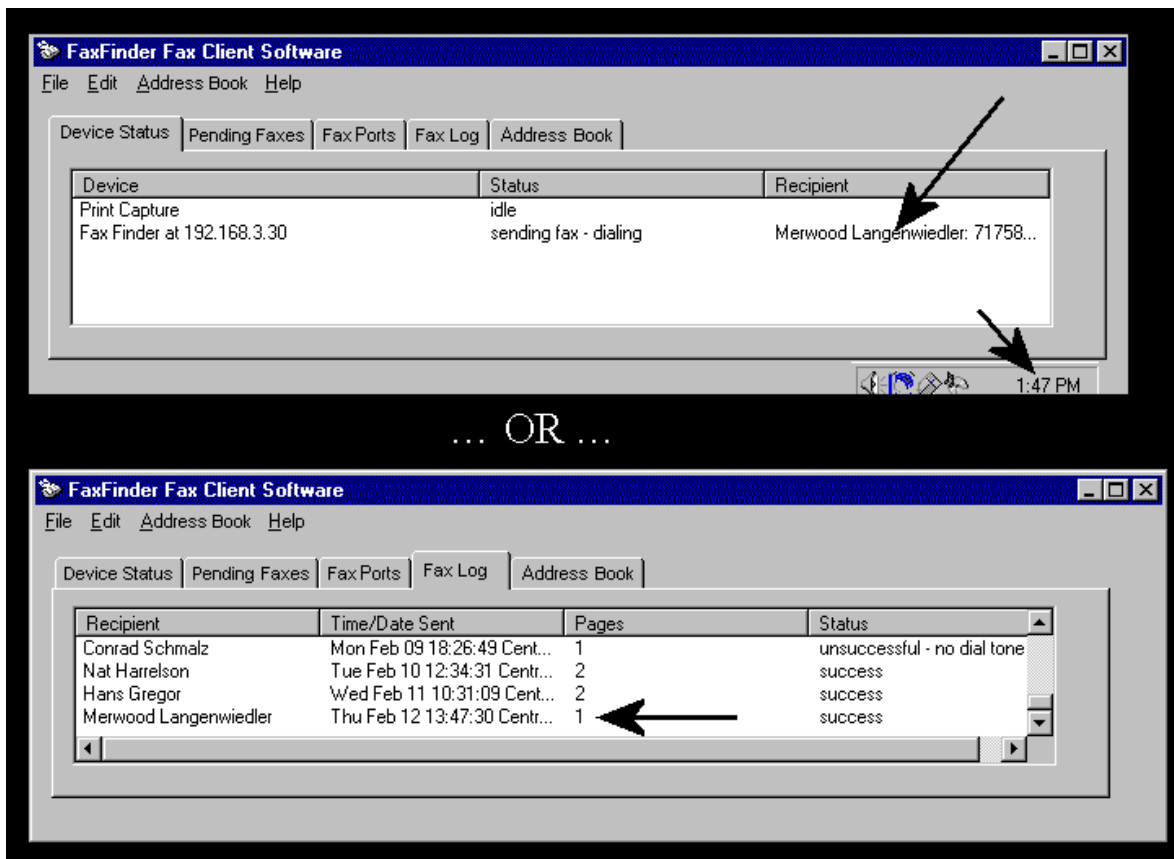 FaxFinder Fax Client Software
File Edit Address Book Help
Device Status Pending Faxes Fax Ports Fax Log Address Book
Device Status Recipient
Print Capture idle
Fax Finder at 192.168.3.30 sending fax - dialing Merwood Langenwiedler: 71758...
1:47 PM
... OR ...
FaxFinder Fax Client Software
File Edit Address Book Help
Device Status Pending Faxes Fax Ports Fax Log Address Book
Recipient Time/Date Sent Pages Status
Conrad Schmalz Mon Feb 09 18:26:49 Cent... 1 unsuccessful - no dial tone
Nat Harrelson Tue Feb 10 12:34:31 Centr... 2 success
Hans Gregor Wed Feb 11 10:31:09 Cent... 2 success
Merwood Langenwiedler Thu Feb 12 13:47:30 Centr... 1 success